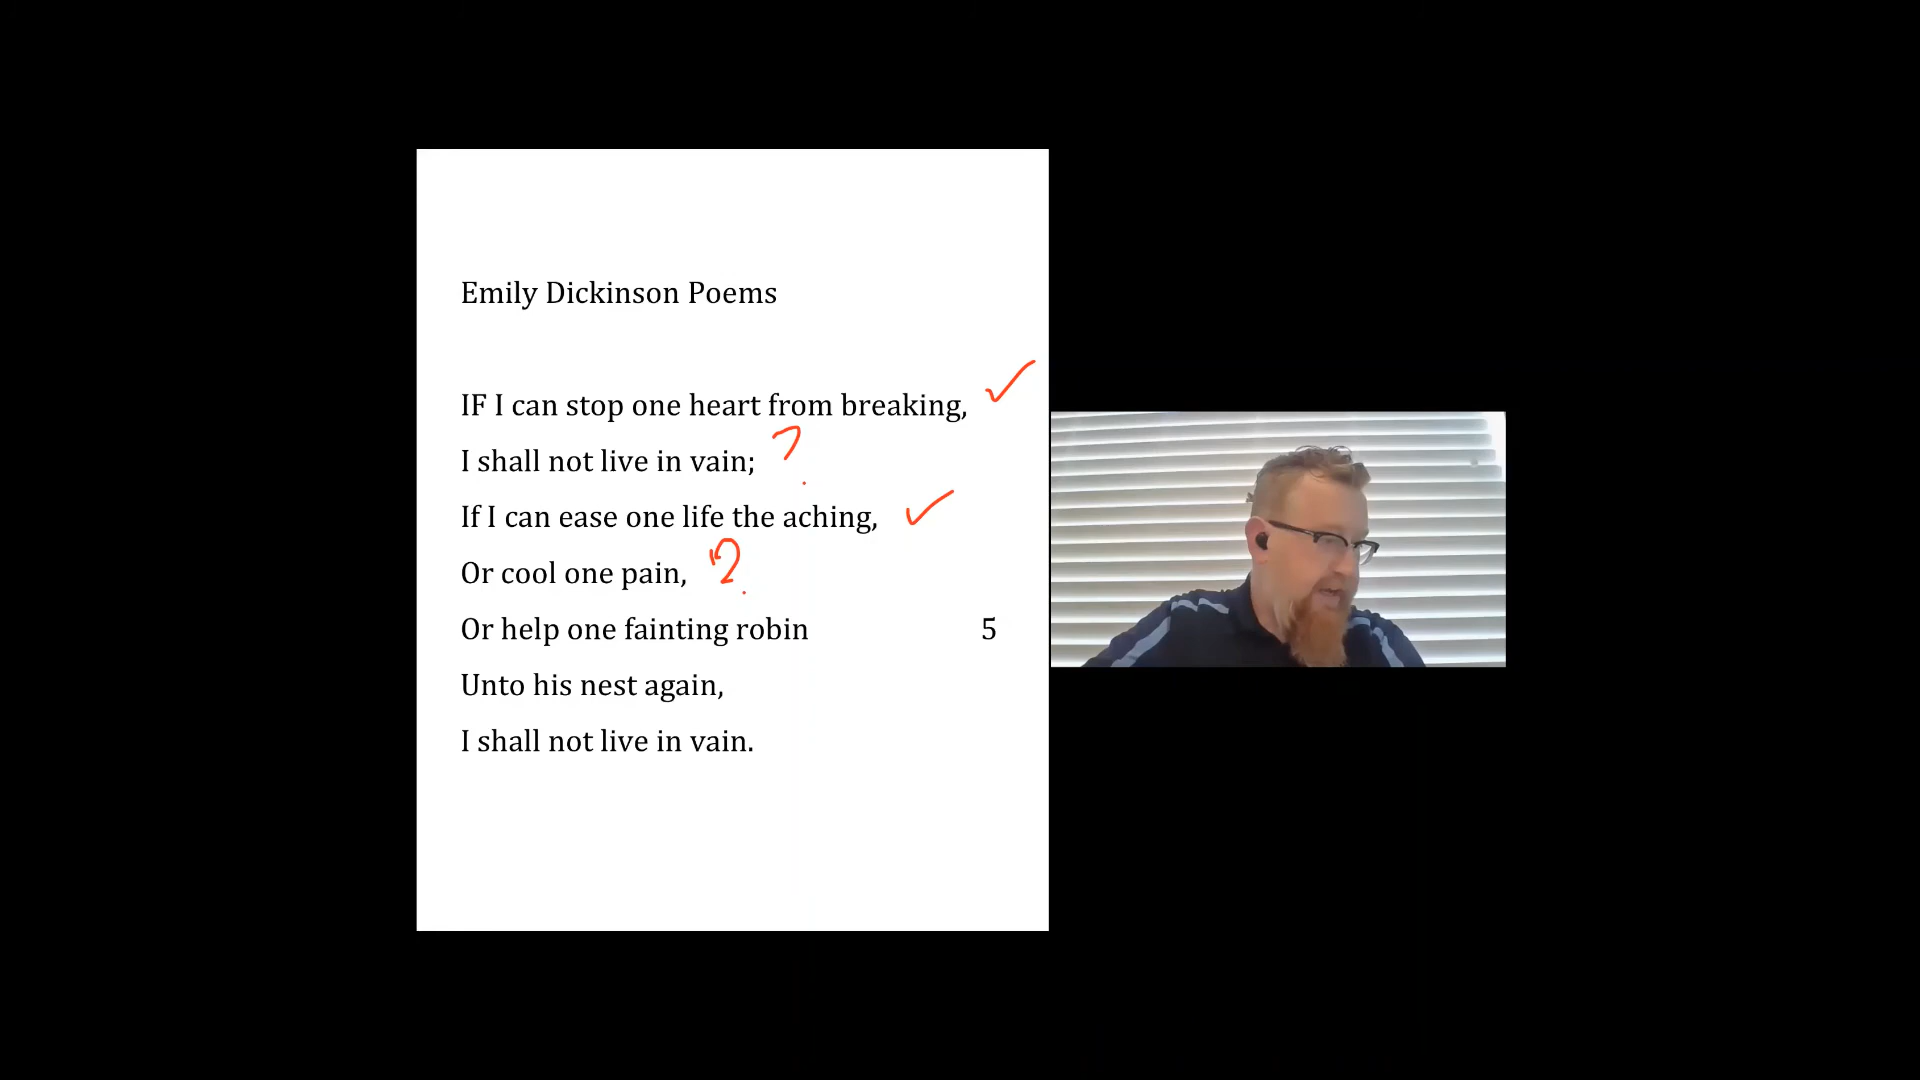 Emily Dickinson Poems
IF I can stop one heart from breaking,
I shall not live in vain; ?
If I can ease one life the aching,
Or cool one pain, ?
Or help one fainting robin 5
Unto his nest again,
I shall not live in vain.